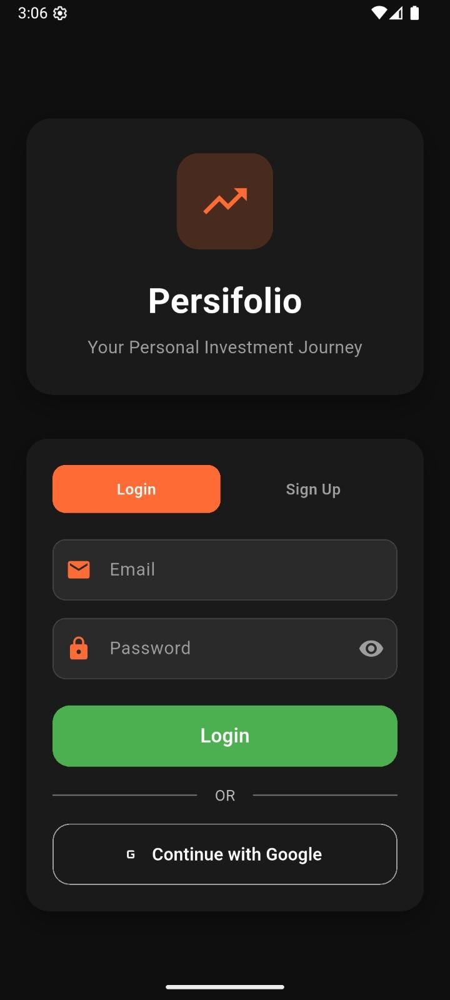 3:06
Persifolio
Your Personal Investment Journey
Login
Sign Up
Email
Password
Login
OR
G Continue with Google